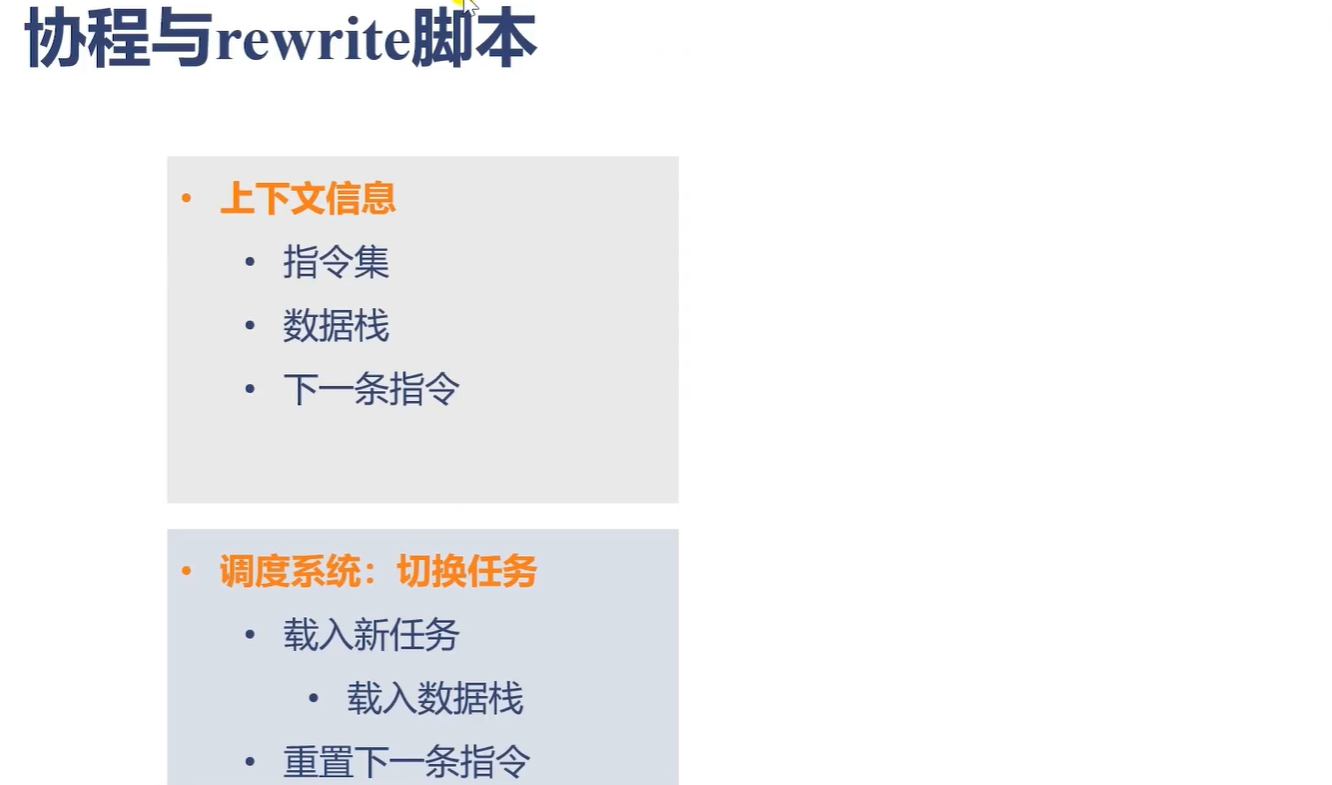 协程与rewrite脚本
• 上下文信息
• 指令集
• 数据栈
• 下一条指令
• 调度系统：切换任务
• 载入新任务
• 载入数据栈
• 重置下一条指令